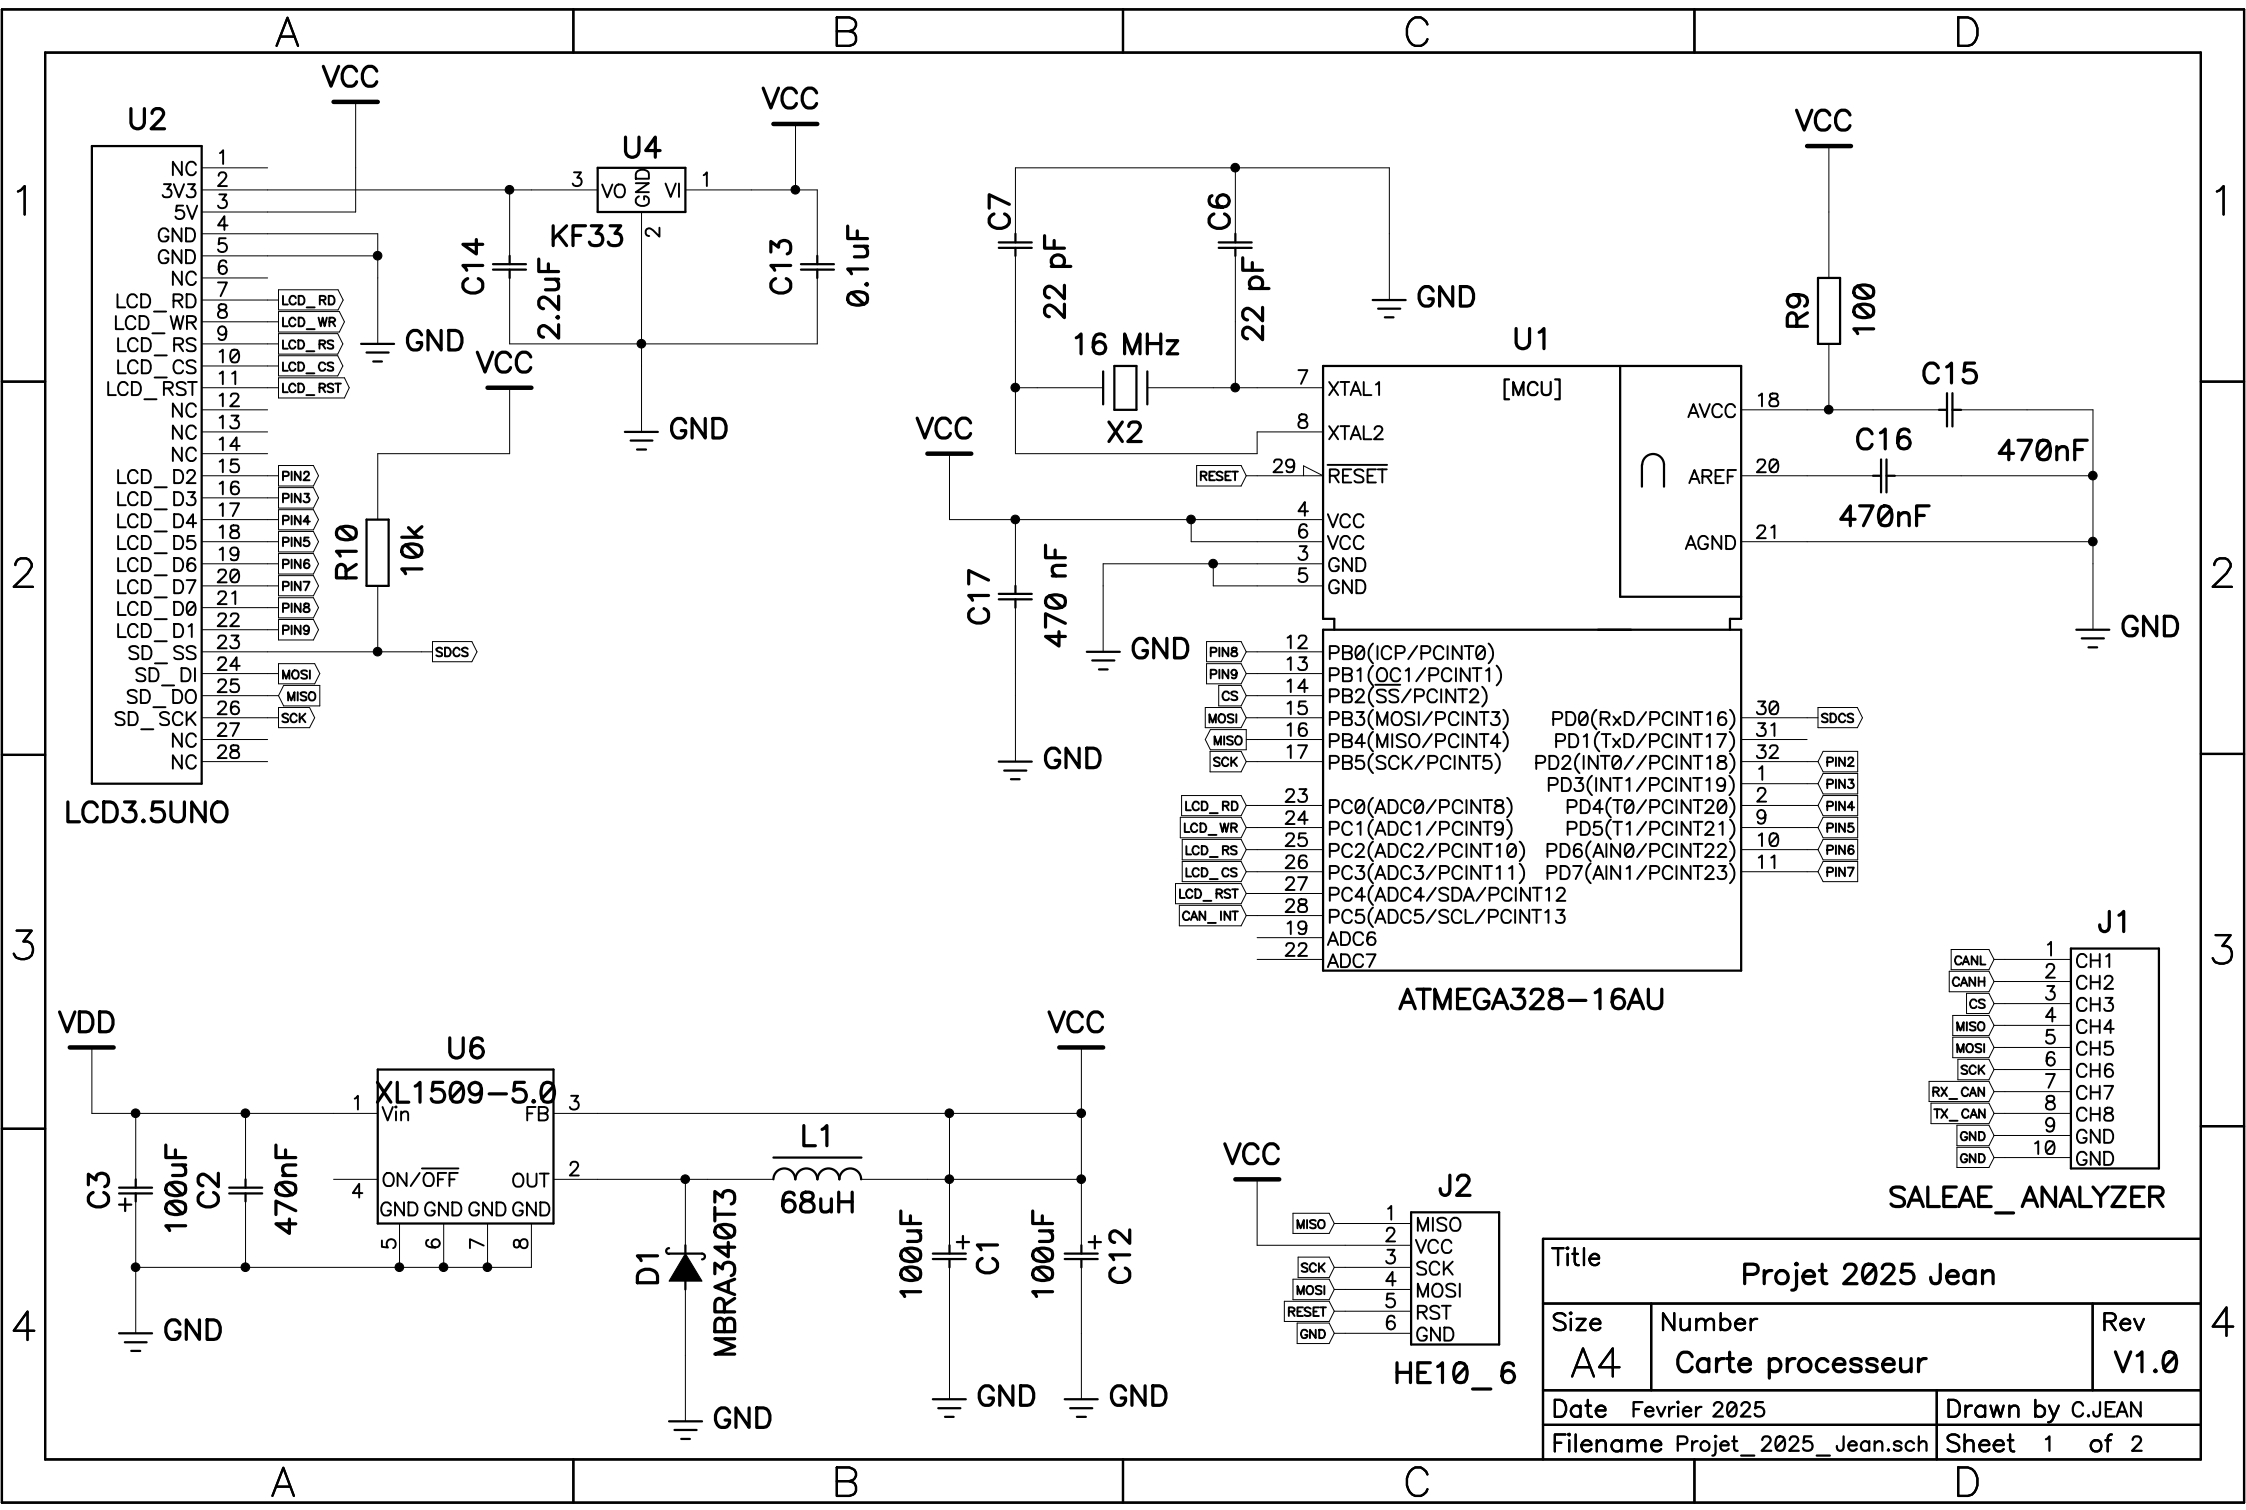 A B C D
1
2
3
4
1
2
3
4
A B C D
VCC
U2
NC 1
3V3 2
5V 3
GND 4
GND 5
NC 6
LCD_RD 7 LCD_RD
LCD_WR 8 LCD_WR
LCD_RS 9 LCD_RS
LCD_CS 10 LCD_CS
LCD_RST 11 LCD_RST
NC 12
NC 13
NC 14
LCD_D2 15 PIN2
LCD_D3 16 PIN3
LCD_D4 17 PIN4
LCD_D5 18 PIN5
LCD_D6 19 PIN6
LCD_D7 20 PIN7
LCD_D0 21 PIN8
LCD_D1 22 PIN9
SD_SS 23 SDCS
SD_DI 24 MOSI
SD_DO 25 MISO
SD_SCK 26 SCK
NC 27
NC 28
LCD3.5UNO
GND
VCC
R10
10k
VCC
U4
3 VO GND VI 1
2
KF33
C14
2.2uF
C13
0.1uF
GND
C7
22 pF
C6
22 pF
GND
16 MHz
X2
VCC
C17
470 nF
GND
GND
U1
[MCU]
7 XTAL1
8 XTAL2
RESET 29 RESET
4 VCC
6 VCC
3 GND
5 GND
AVCC 18
AREF 20
AGND 21
PIN8 12 PB0(ICP/PCINT0)
PIN9 13 PB1(OC1/PCINT1)
CS 14 PB2(SS/PCINT2)
MOSI 15 PB3(MOSI/PCINT3)
MISO 16 PB4(MISO/PCINT4)
SCK 17 PB5(SCK/PCINT5)
LCD_RD 23 PC0(ADC0/PCINT8)
LCD_WR 24 PC1(ADC1/PCINT9)
LCD_RS 25 PC2(ADC2/PCINT10)
LCD_CS 26 PC3(ADC3/PCINT11)
LCD_RST 27 PC4(ADC4/SDA/PCINT12
CAN_INT 28 PC5(ADC5/SCL/PCINT13
19 ADC6
22 ADC7
PD0(RxD/PCINT16) 30 SDCS
PD1(TxD/PCINT17) 31
PD2(INT0//PCINT18) 32 PIN2
PD3(INT1/PCINT19) 1 PIN3
PD4(T0/PCINT20) 2 PIN4
PD5(T1/PCINT21) 9 PIN5
PD6(AIN0/PCINT22) 10 PIN6
PD7(AIN1/PCINT23) 11 PIN7
ATMEGA328-16AU
VCC
R9
100
C15
470nF
C16
470nF
GND
J1
CANL 1 CH1
CANH 2 CH2
CS 3 CH3
MISO 4 CH4
MOSI 5 CH5
SCK 6 CH6
RX_CAN 7 CH7
TX_CAN 8 CH8
GND 9 GND
GND 10 GND
SALEAE_ANALYZER
VDD
U6
XL1509-5.0
1 Vin FB 3
4 ON/OFF OUT 2
GND GND GND GND
5 6 7 8
C3
100uF
+
C2
470nF
GND
L1
68uH
D1
MBRA340T3
GND
VCC
100uF
+
C1
GND
100uF
+
C12
GND
VCC
J2
MISO 1 MISO
2 VCC
SCK 3 SCK
MOSI 4 MOSI
RESET 5 RST
GND 6 GND
HE10_6
Title
Projet 2025 Jean
Size Number Rev
A4 Carte processeur V1.0
Date Fevrier 2025 Drawn by C.JEAN
Filename Projet_2025_Jean.sch Sheet 1 of 2